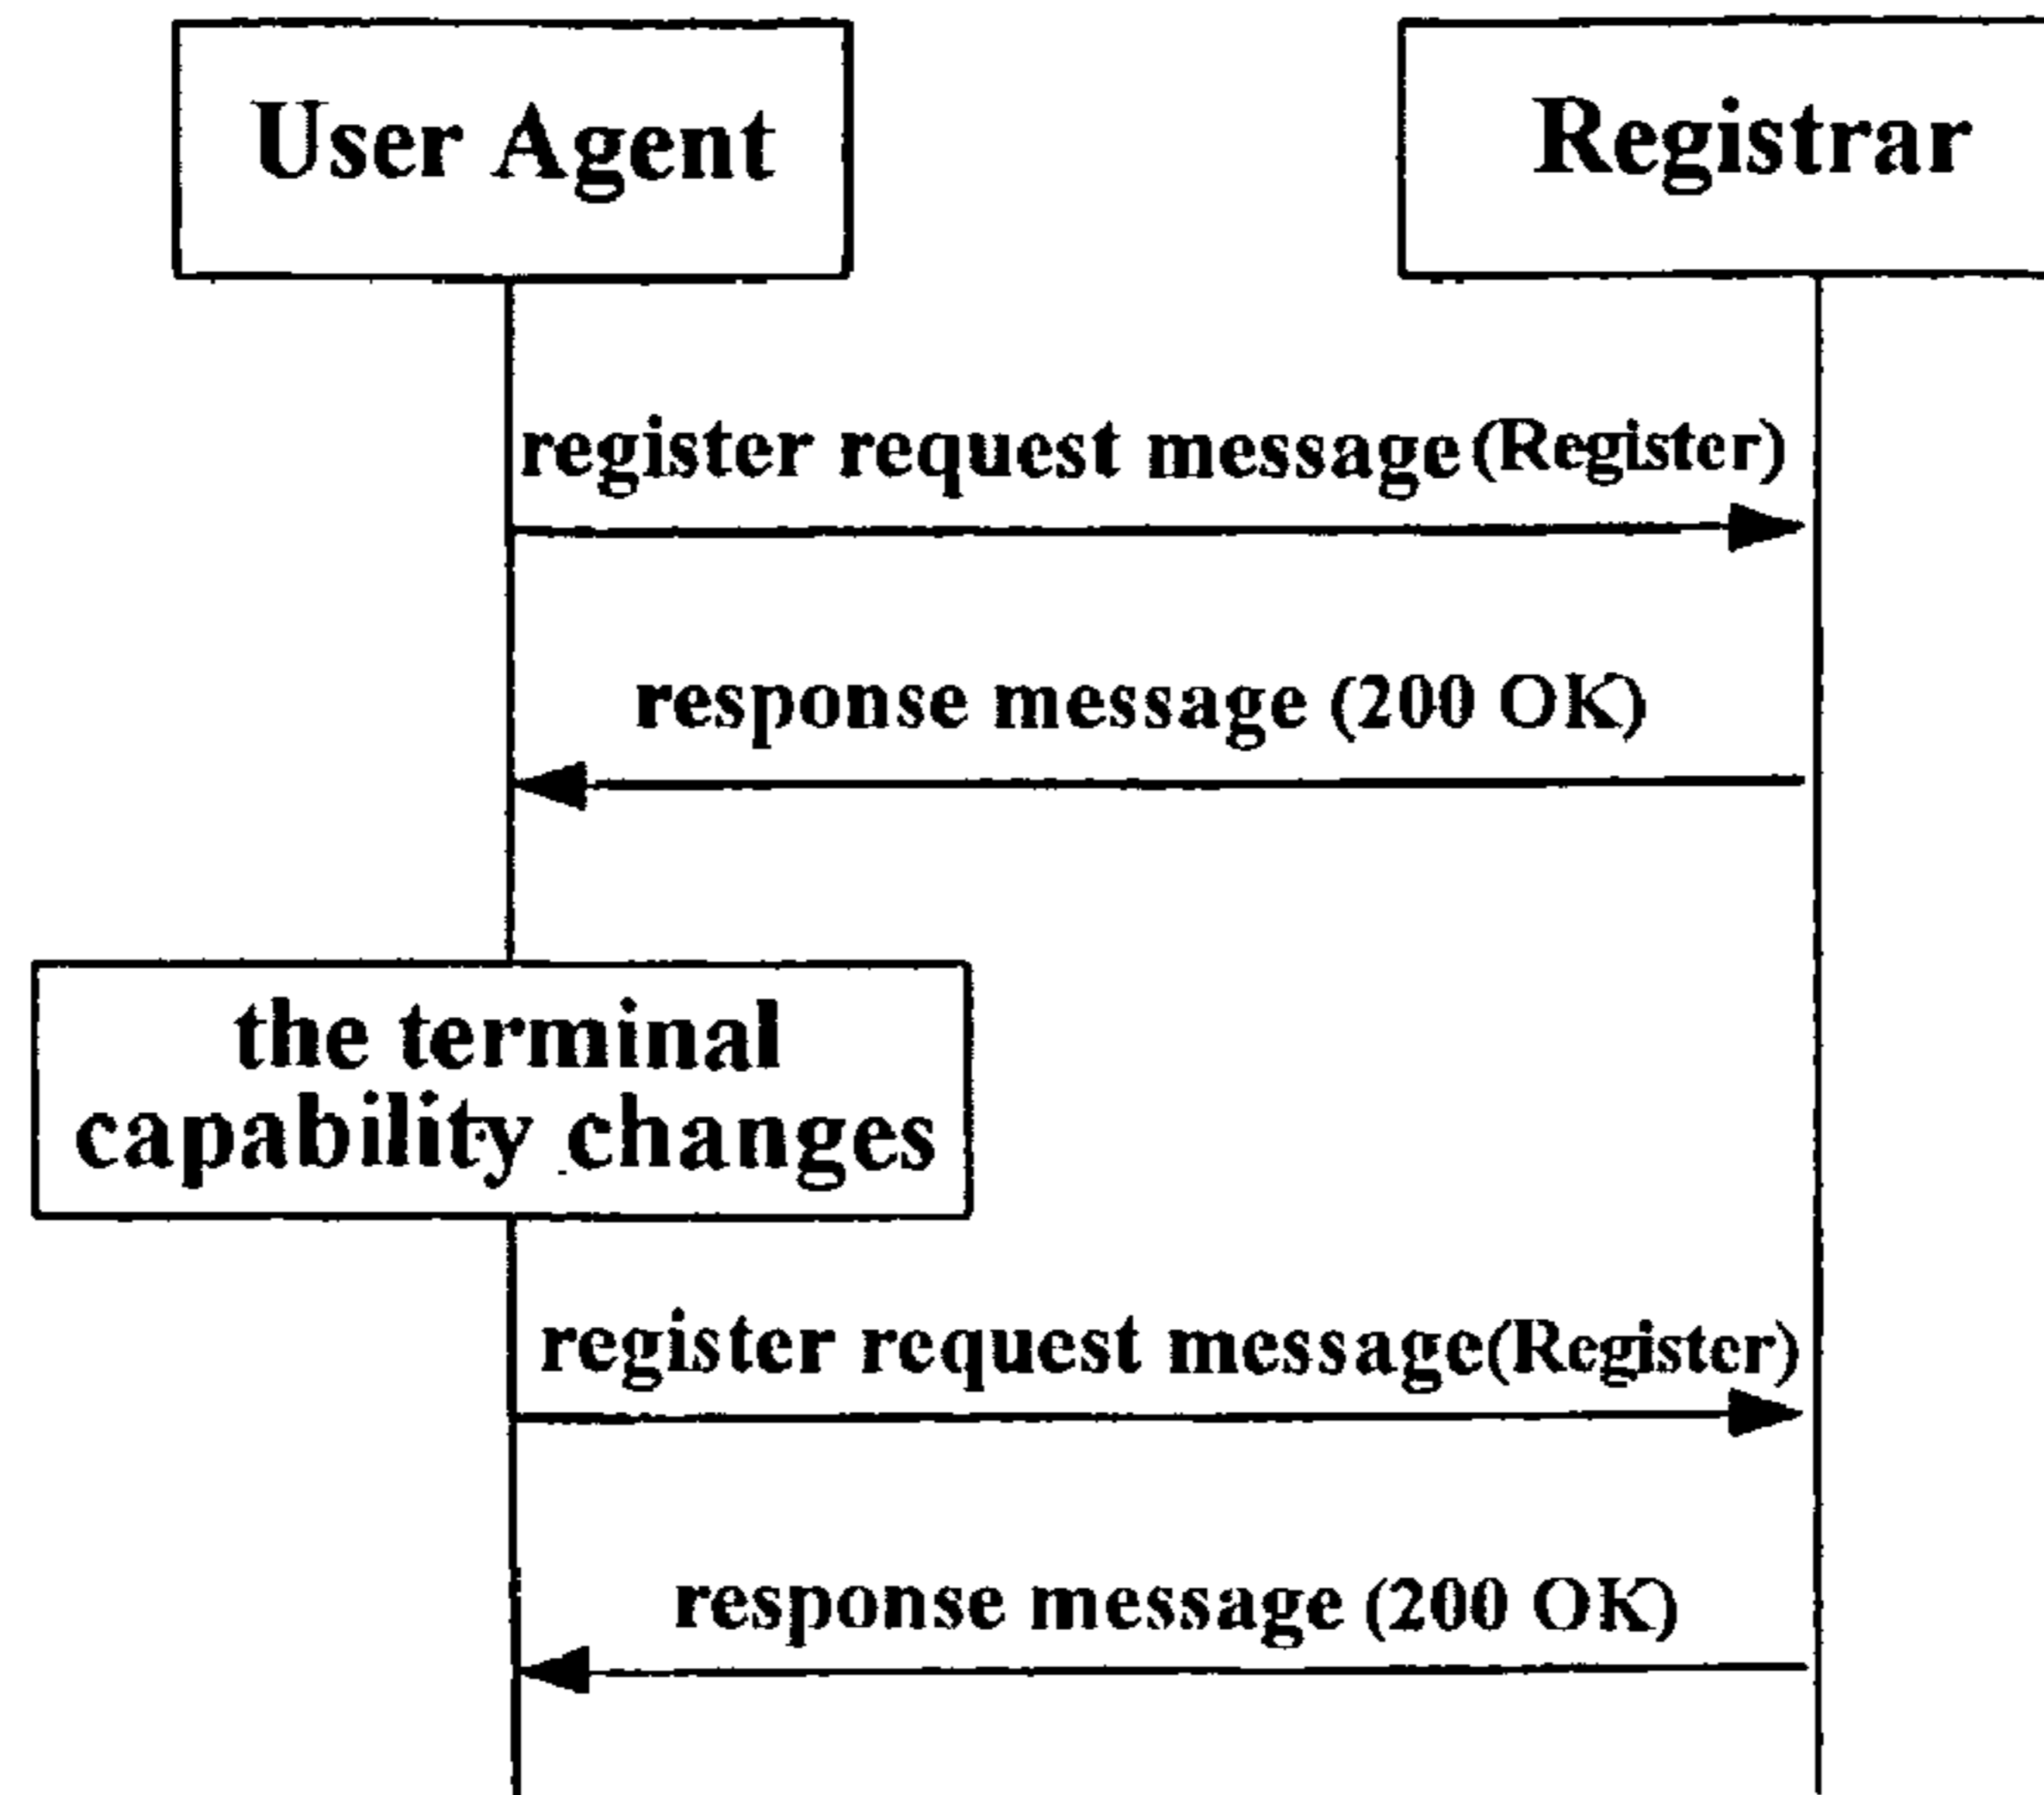 User Agent
Registrar
register request message (Register)
response message (200 OK)
the terminal
capability changes
register request message(Register)
response message (200 OK)